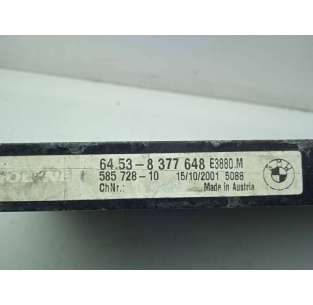 64.53-8 377 648 E3880.M
585 728-10 15/10/2001 5088
ChNr.: Made in Austria